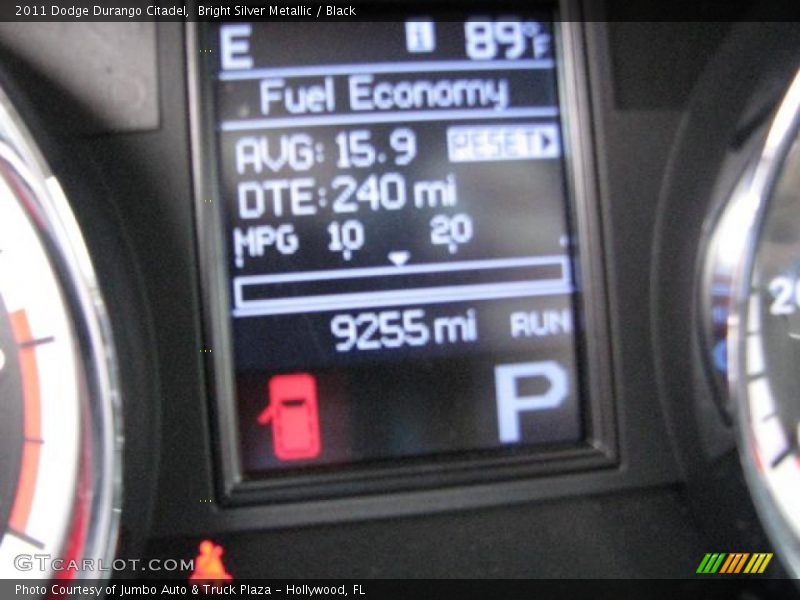 2011 Dodge Durango Citadel, Bright Silver Metallic / Black
E 89°F
Fuel Economy
AVG: 15.9 RESET
DTE: 240 mi
MPG 10 20
9255 mi RUN
P
GTCARLOT.COM
Photo Courtesy of Jumbo Auto & Truck Plaza - Hollywood, FL